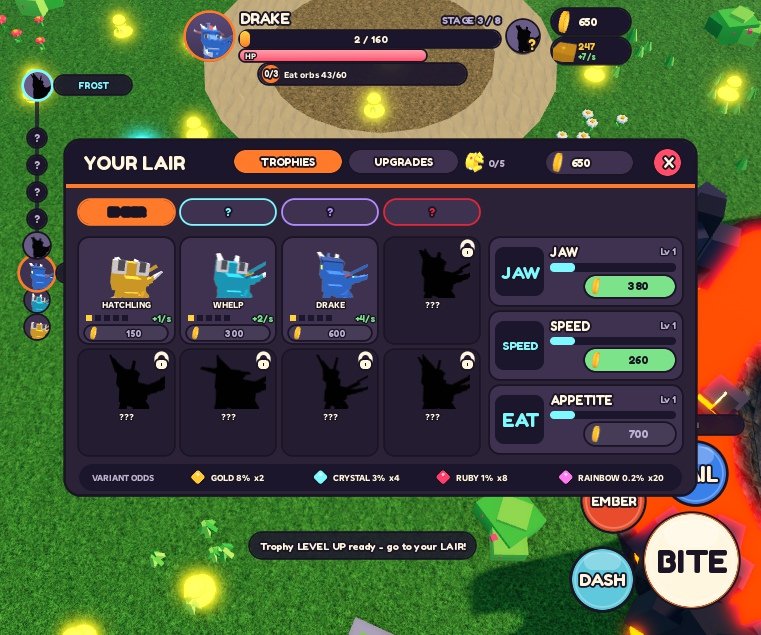 DRAKE
STAGE 3 / 8
2 / 160
HP
0/3 Eat orbs 43/60
?
650
247
+7/s
FROST
?
?
?
?
YOUR LAIR
TROPHIES
UPGRADES
0/5
650
X
?
?
?
HATCHLING
+1/s
150
WHELP
+2/s
300
DRAKE
+4/s
600
???
???
???
???
???
JAW
JAW
Lv 1
380
SPEED
SPEED
Lv 1
260
EAT
APPETITE
Lv 1
700
VARIANT ODDS
GOLD 8% x2
CRYSTAL 3% x4
RUBY 1% x8
RAINBOW 0.2% x20
Trophy LEVEL UP ready - go to your LAIR!
EMBER
DASH
BITE